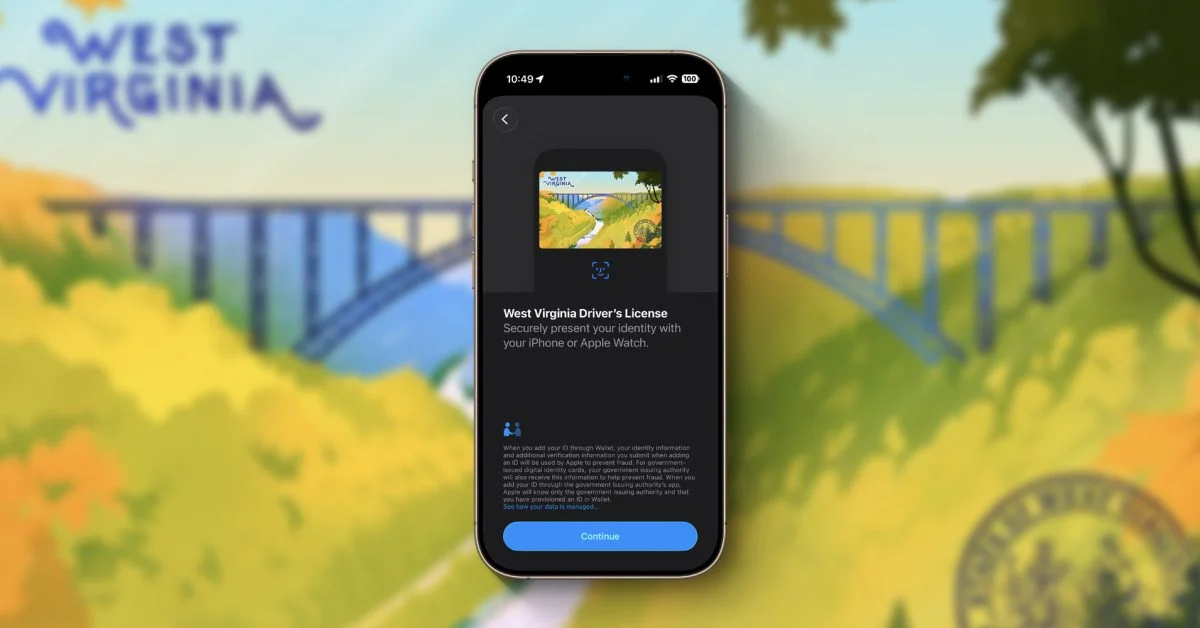 WEST
VIRGINIA
10:49
100
WEST
VIRGINIA
West Virginia Driver's License
Securely present your identity with
your iPhone or Apple Watch.
When you add your ID through Wallet, your identity information
and additional verification information you submit when adding
an ID will be used by Apple to prevent fraud. For government-
issued digital identity cards, your government issuing authority
will also receive this information to help prevent fraud. When you
add your ID through the government issuing authority's app,
Apple will know only the government issuing authority and that
you have provisioned an ID in Wallet.
See how your data is managed...
Continue